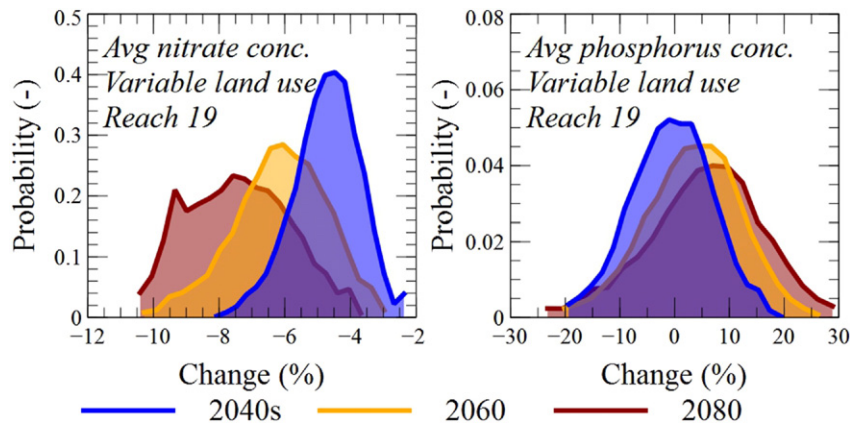 0.5
0.4
0.3
0.2
0.1
0
Probability (-)
Avg nitrate conc.
Variable land use
Reach 19
−12 −10 −8 −6 −4 −2
Change (%)
0.08
0.06
0.04
0.02
0
Probability (-)
Avg phosphorus conc.
Variable land use
Reach 19
−30 −20 −10 0 10 20 30
Change (%)
2040s 2060 2080